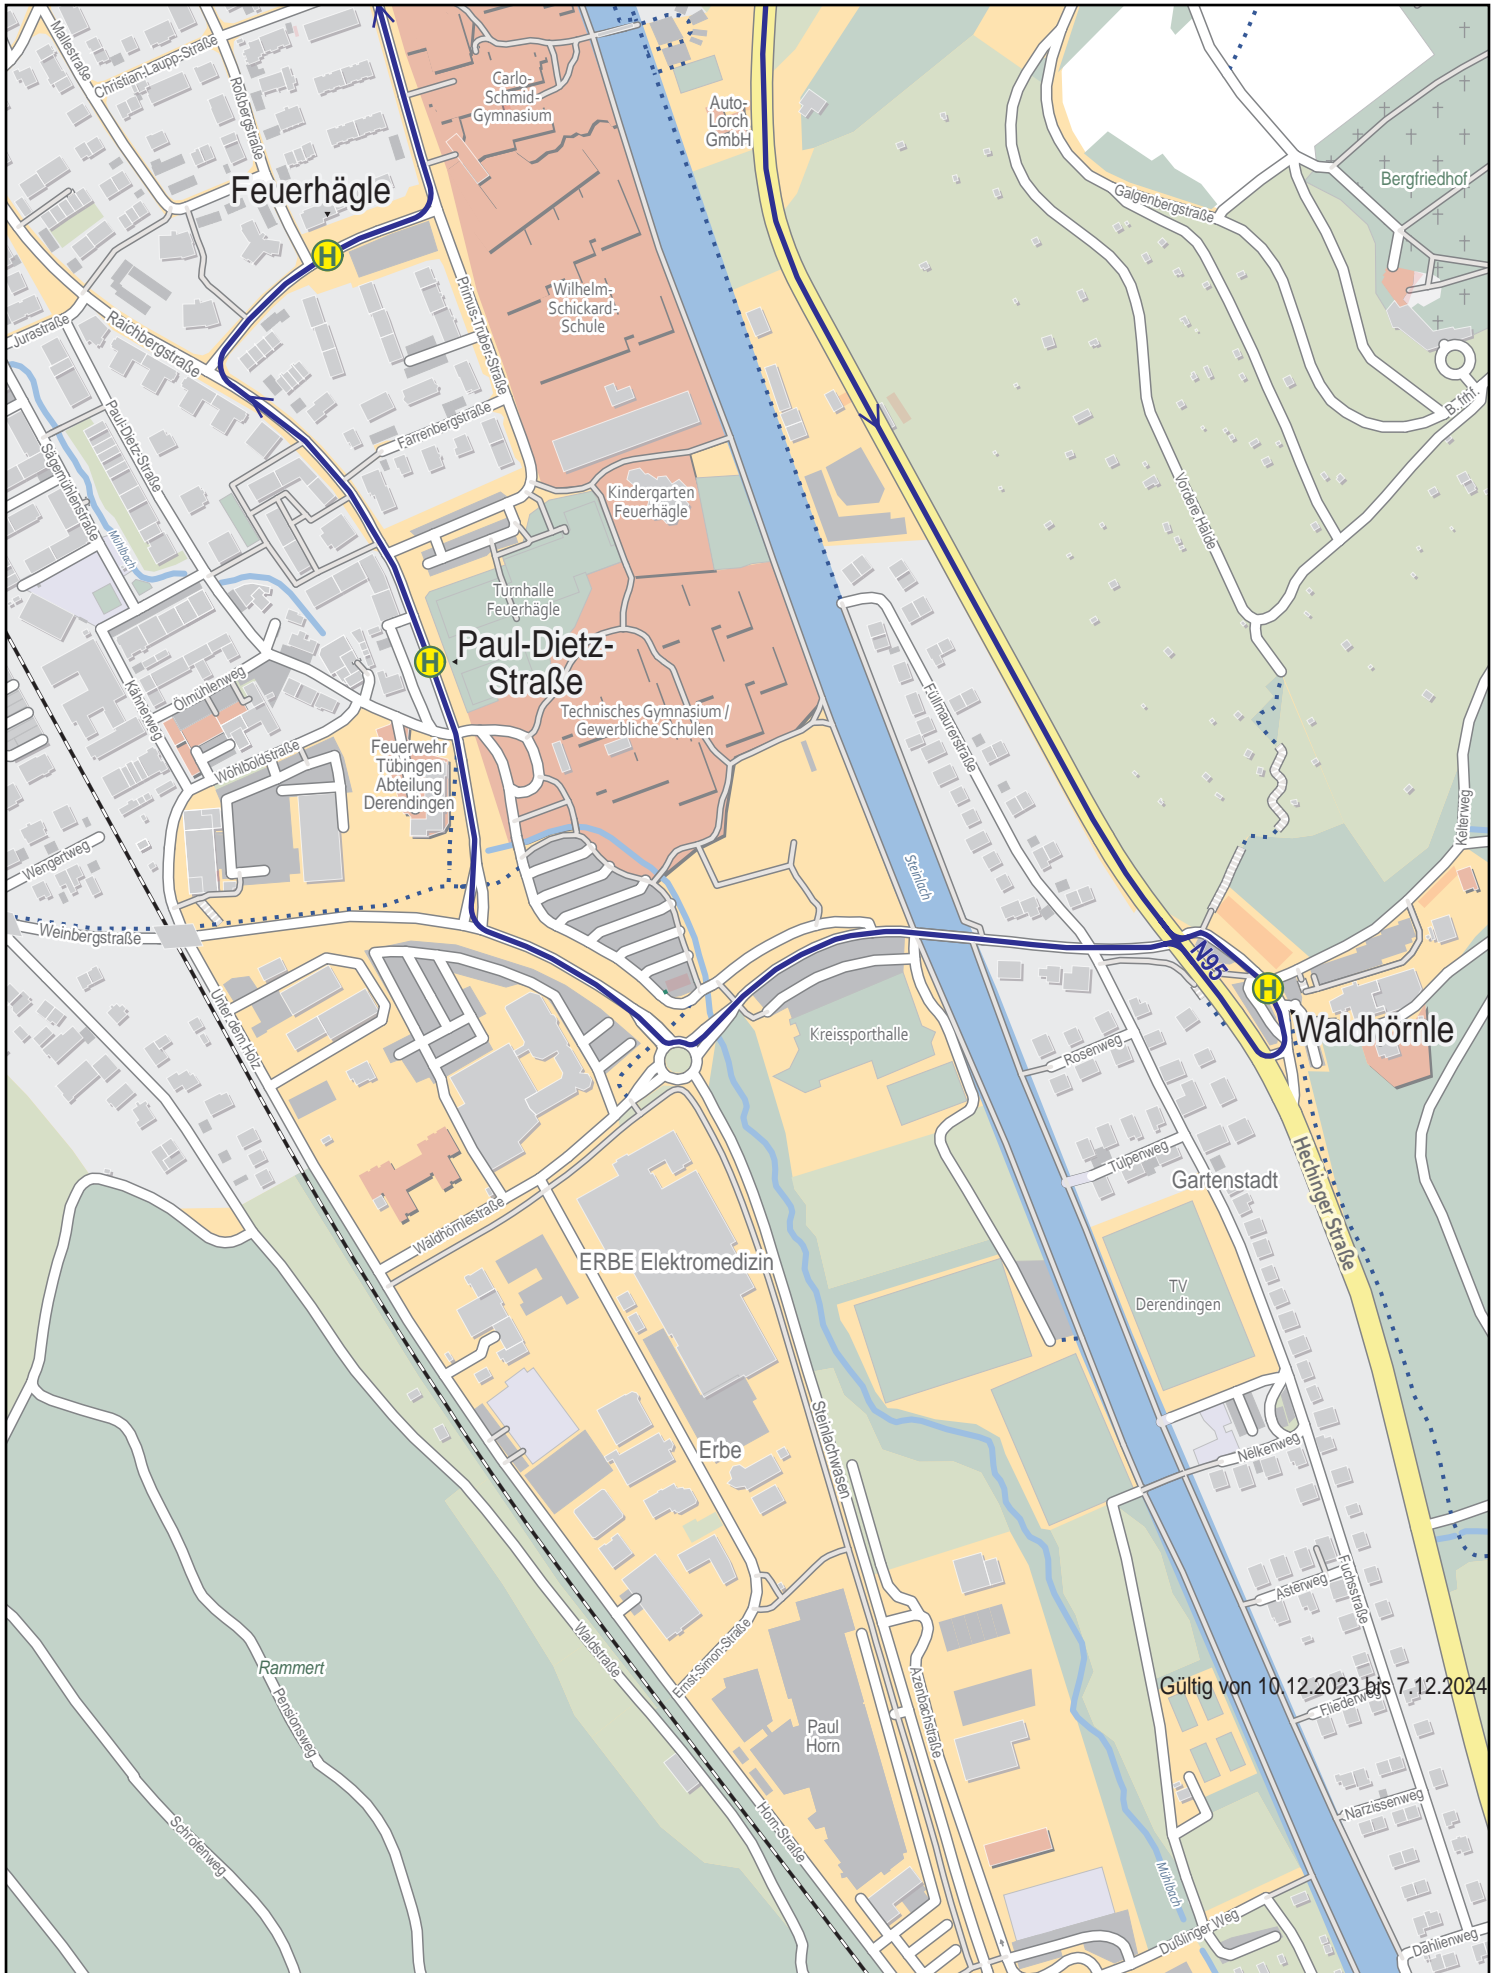 Mallestraße
Christian-Laupp-Straße
Roßbergstraße
Carlo-
Schmid-
Gymnasium
Auto-
Lorch
GmbH
Bergfriedhof
Galgenbergstraße
Feuerhägle
H
Primus-Truber-Straße
Wilhelm-
Schickard-
Schule
Jurastraße
Raichbergstraße
Paul-Dietz-Straße
Farrenbergstraße
B.frhf.
Sägemühlenstraße
Mühlbach
Kindergarten
Feuerhägle
Vordere Halde
Turnhalle
Feuerhägle
H
Paul-Dietz-
Straße
Kähnerweg
Ölmühlenweg
Wöhlboldstraße
Technisches Gymnasium /
Gewerbliche Schulen
Füllmaurerstraße
Feuerwehr
Tübingen
Abteilung
Derendingen
Kelterweg
Wengertweg
Steinlach
Weinbergstraße
N95
H
Waldhörnle
Unter dem Holz
Kreissporthalle
Rosenweg
Tulpenweg
Gartenstadt
Hechinger Straße
Waldhörnlestraße
ERBE Elektromedizin
TV
Derendingen
Steinlachwasen
Erbe
Nelkenweg
Asterweg
Fuchsstraße
Waldstraße
Ernst-Simon-Straße
Rammert
Pensionsweg
Azenbachstraße
Gültig von 10.12.2023 bis 7.12.2024
Fliederweg
Paul
Horn
Narzissenweg
Horn-Straße
Schrofenweg
Mühlbach
Dußlinger Weg
Dahlienweg